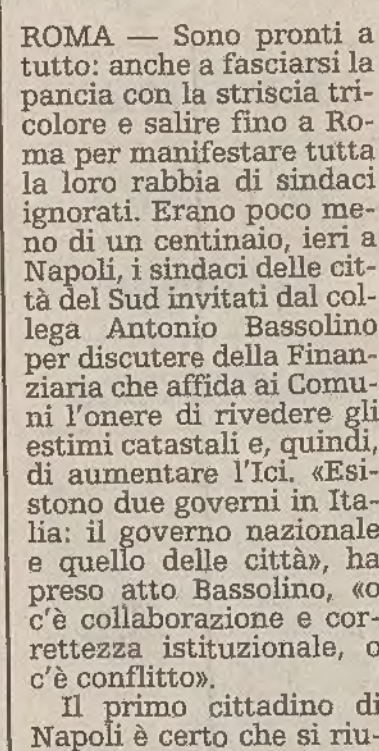 ROMA — Sono pronti a
tutto: anche a fasciarsi la
pancia con la striscia tri-
colore e salire fino a Ro-
ma per manifestare tutta
la loro rabbia di sindaci
ignorati. Erano poco me-
no di un centinaio, ieri a
Napoli, i sindaci delle cit-
tà del Sud invitati dal col-
lega Antonio Bassolino
per discutere della Finan-
ziaria che affida ai Comu-
ni l'onere di rivedere gli
estimi catastali e, quindi,
di aumentare l'Ici. «Esi-
stono due governi in Ita-
lia: il governo nazionale
e quello delle città», ha
preso atto Bassolino, «o
c'è collaborazione e cor-
rettezza istituzionale, o
c'è conflitto».
Il primo cittadino di
Napoli è certo che si riu-